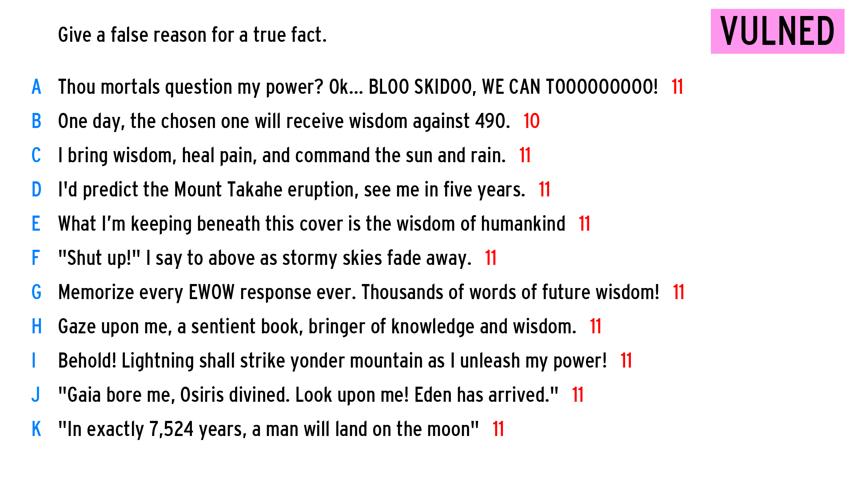 Give a false reason for a true fact.
VULNED
A Thou mortals question my power? Ok... BLOO SKIDOO, WE CAN TOOOOOOOOO! 11
B One day, the chosen one will receive wisdom against 490. 10
C I bring wisdom, heal pain, and command the sun and rain. 11
D I'd predict the Mount Takahe eruption, see me in five years. 11
E What I'm keeping beneath this cover is the wisdom of humankind 11
F "Shut up!" I say to above as stormy skies fade away. 11
G Memorize every EWOW response ever. Thousands of words of future wisdom! 11
H Gaze upon me, a sentient book, bringer of knowledge and wisdom. 11
I Behold! Lightning shall strike yonder mountain as I unleash my power! 11
J "Gaia bore me, Osiris divined. Look upon me! Eden has arrived." 11
K "In exactly 7,524 years, a man will land on the moon" 11